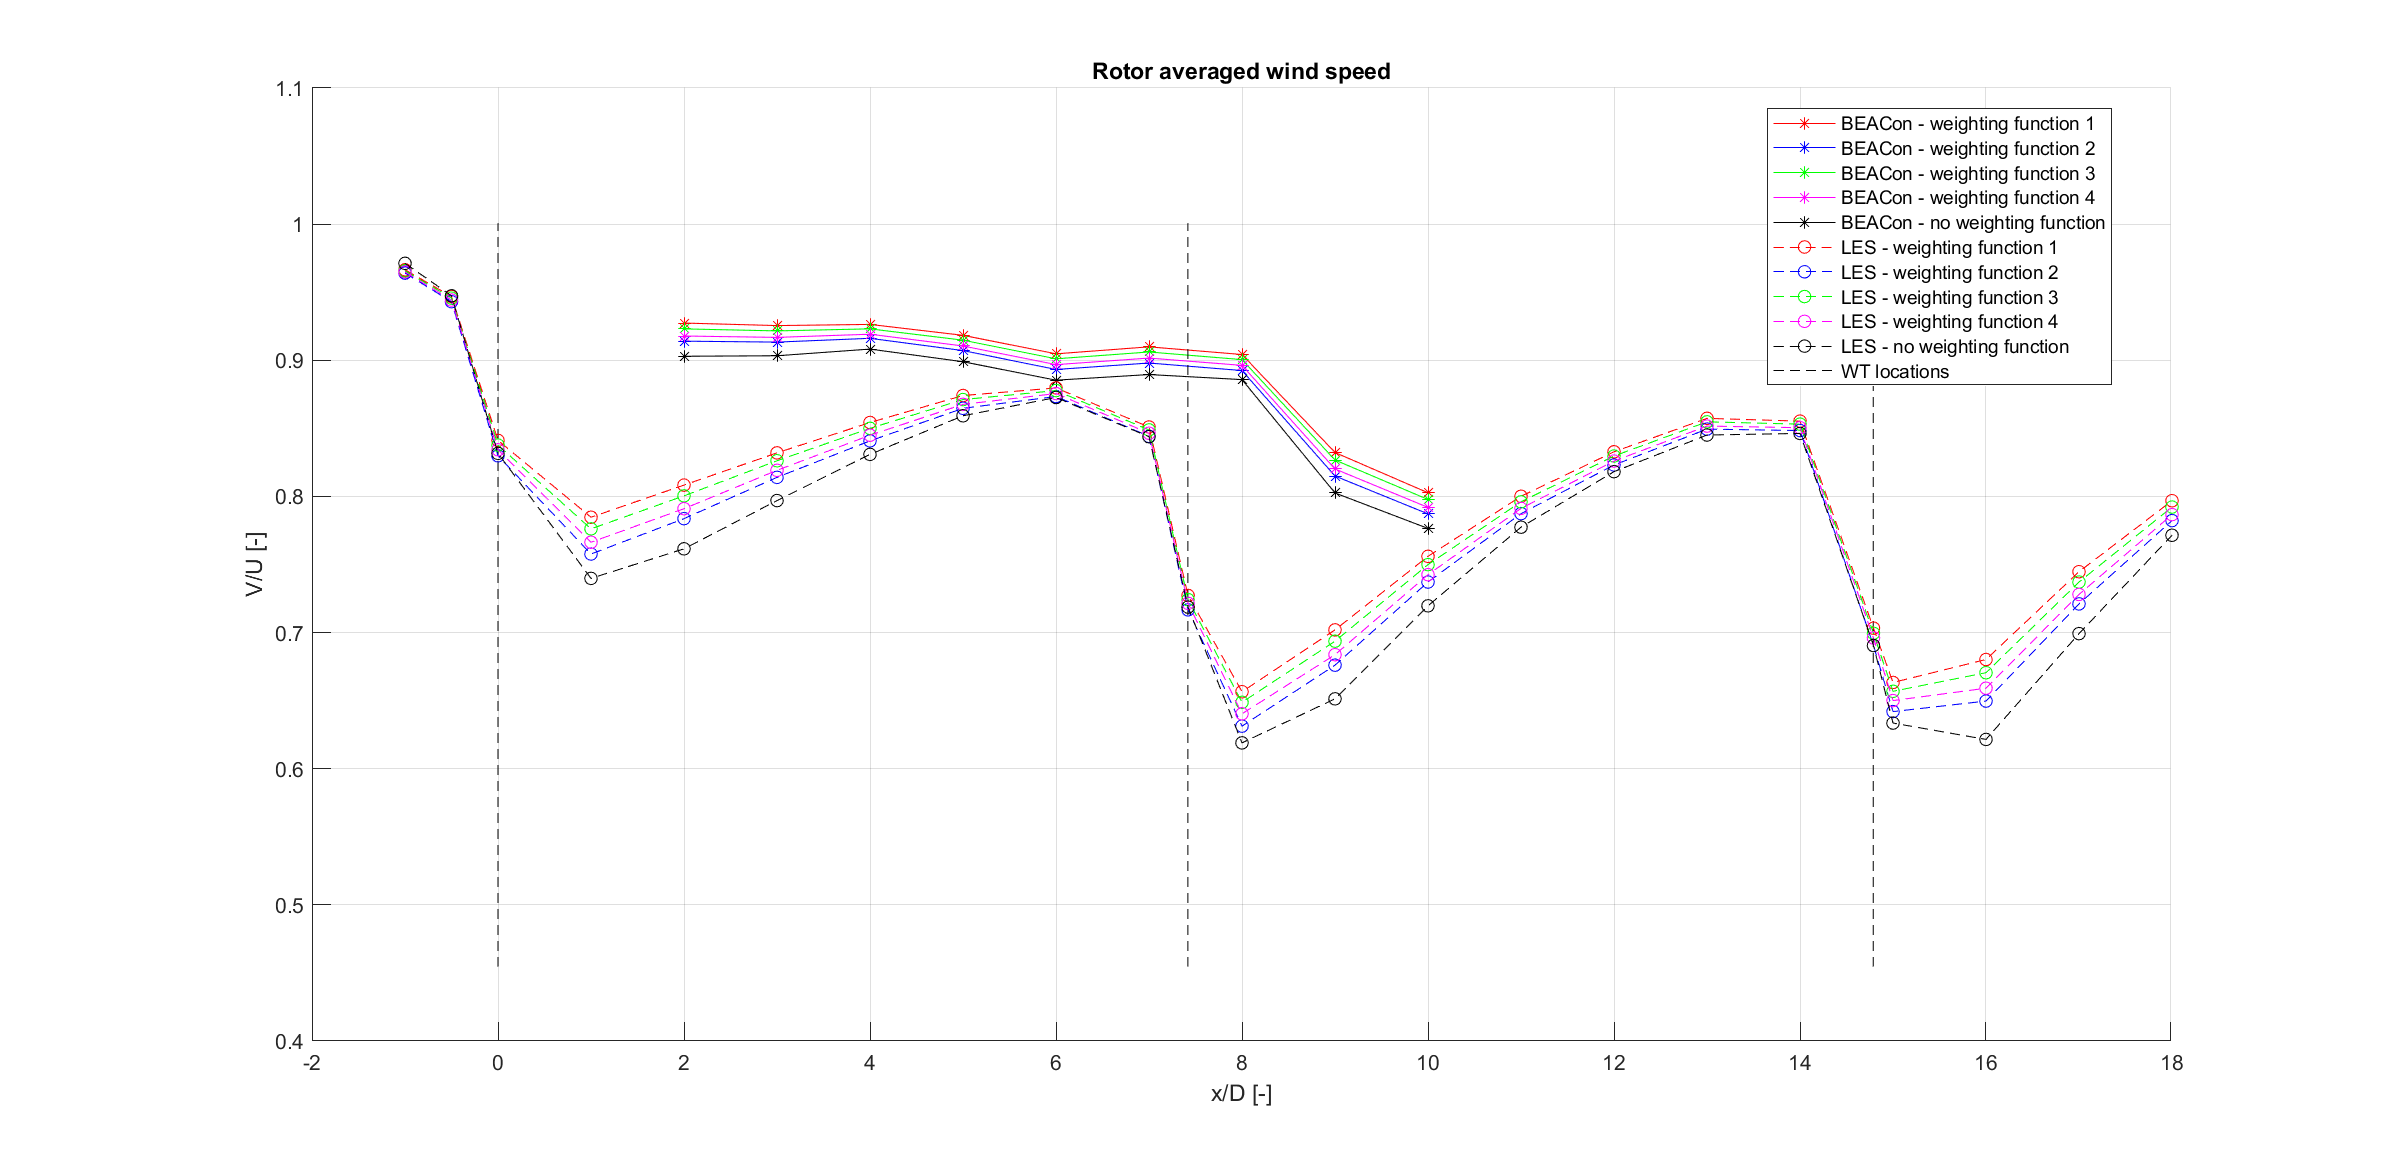 Rotor averaged wind speed
1.1
1
0.9
0.8
0.7
0.6
0.5
0.4
V/U [-]
BEACon - weighting function 1
BEACon - weighting function 2
BEACon - weighting function 3
BEACon - weighting function 4
BEACon - no weighting function
LES - weighting function 1
LES - weighting function 2
LES - weighting function 3
LES - weighting function 4
LES - no weighting function
WT locations
-2 0 2 4 6 8 10 12 14 16 18
x/D [-]